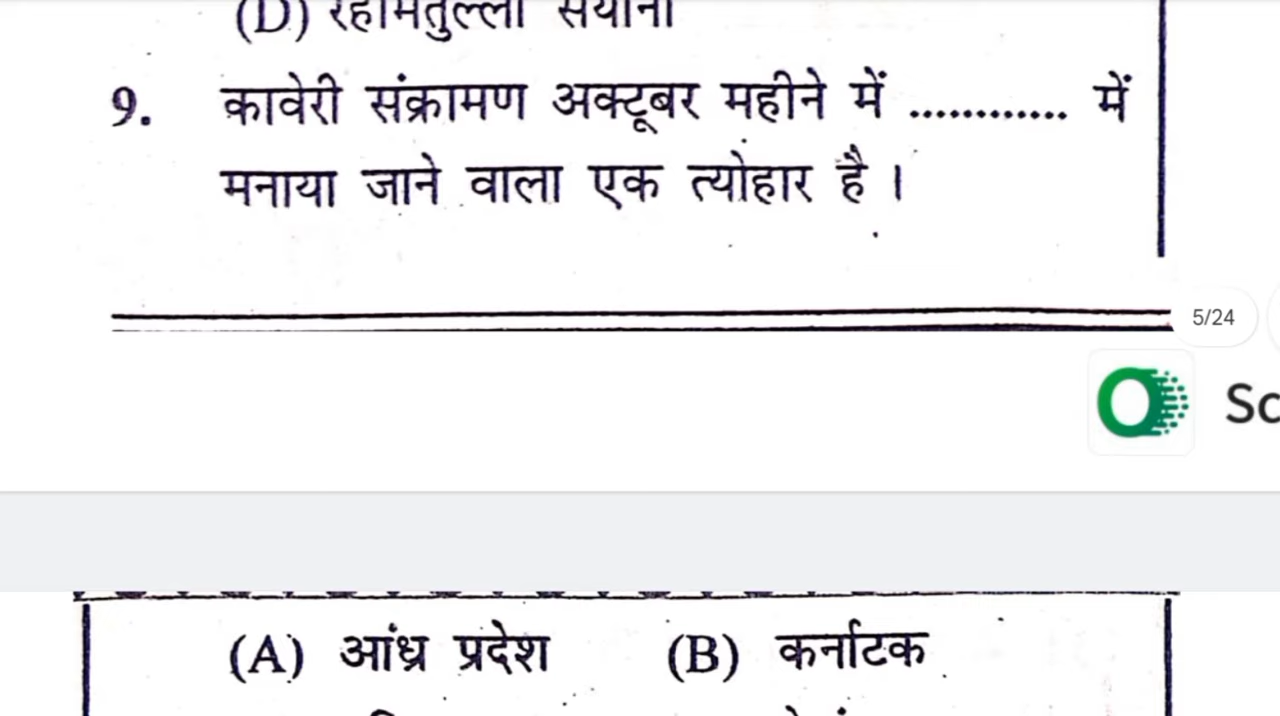 (D) रहीमतुल्ला सयानी
9. कावेरी संक्रामण अक्टूबर महीने में ............ में
मनाया जाने वाला एक त्योहार है ।
5/24
Sc
(A) आंध्र प्रदेश (B) कर्नाटक